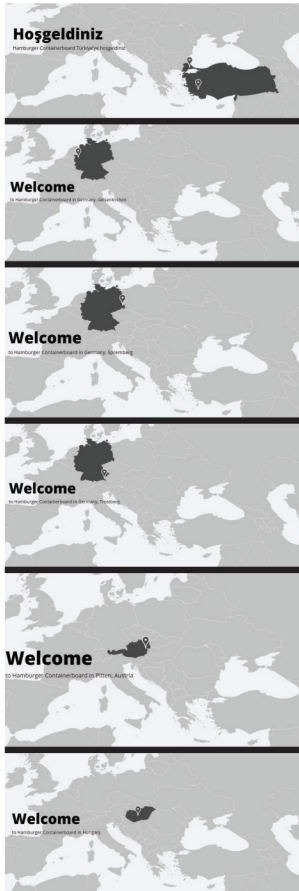 Hoşgeldiniz
Hamburger Containerboard Türkiye'ye hoşgeldiniz
Welcome
to Hamburger Containerboard in Germany, Gelsenkirchen
Welcome
to Hamburger Containerboard in Germany, Spremberg
Welcome
to Hamburger Containerboard in Germany, Trostberg
Welcome
to Hamburger Containerboard in Pitten, Austria
Welcome
to Hamburger Containerboard in Hungary